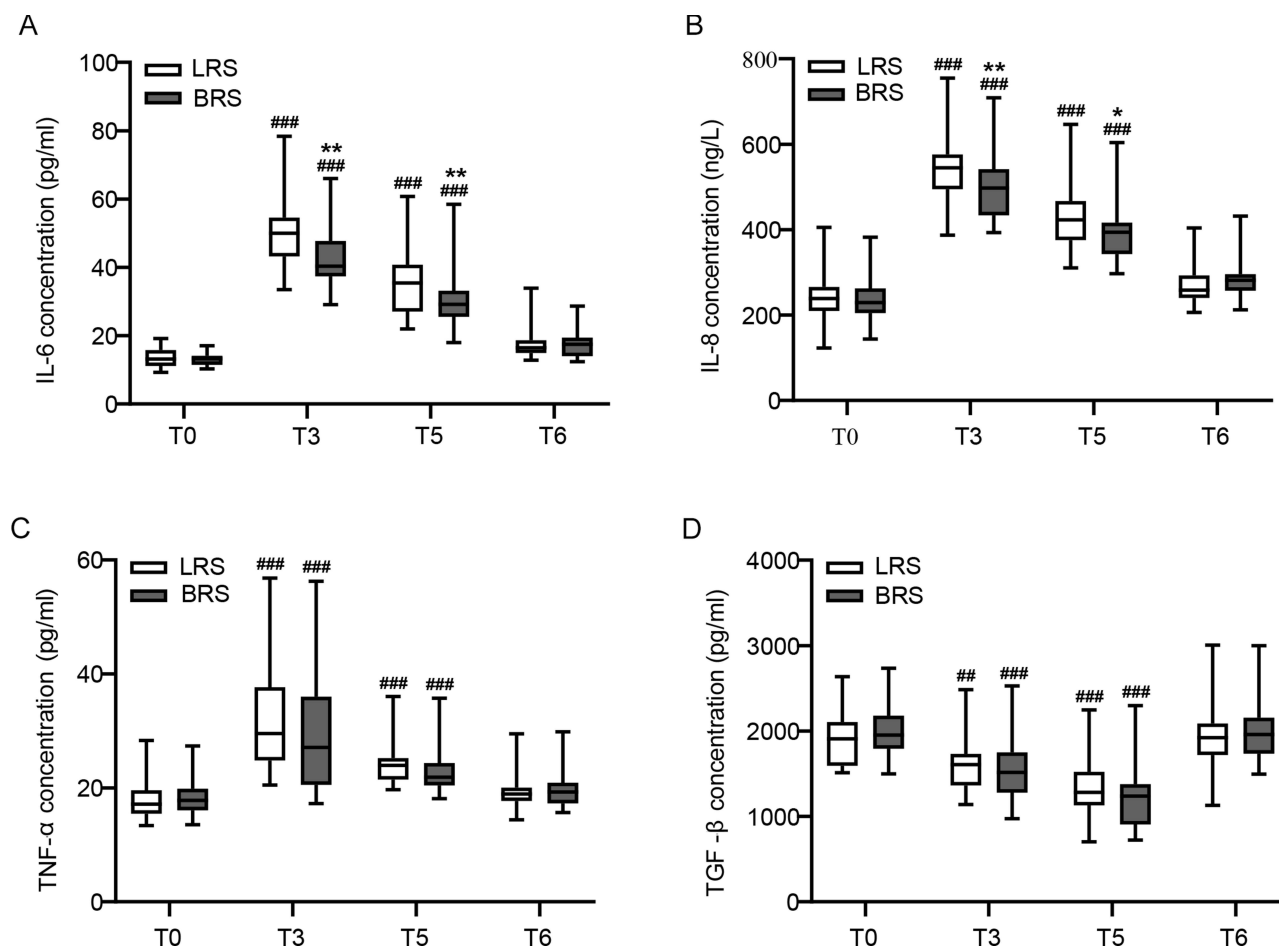 A
IL-6 concentration (pg/ml)
100
80
60
40
20
0
LRS
BRS
###
**
###
###
**
###
T0 T3 T5 T6
B
IL-8 concentration (ng/L)
800
600
400
200
0
LRS
BRS
###
**
###
###
*
###
T0 T3 T5 T6
C
TNF-α concentration (pg/ml)
60
40
20
0
LRS
BRS
### ###
### ###
T0 T3 T5 T6
D
TGF -β concentration (pg/ml)
4000
3000
2000
1000
0
LRS
BRS
## ###
### ###
T0 T3 T5 T6